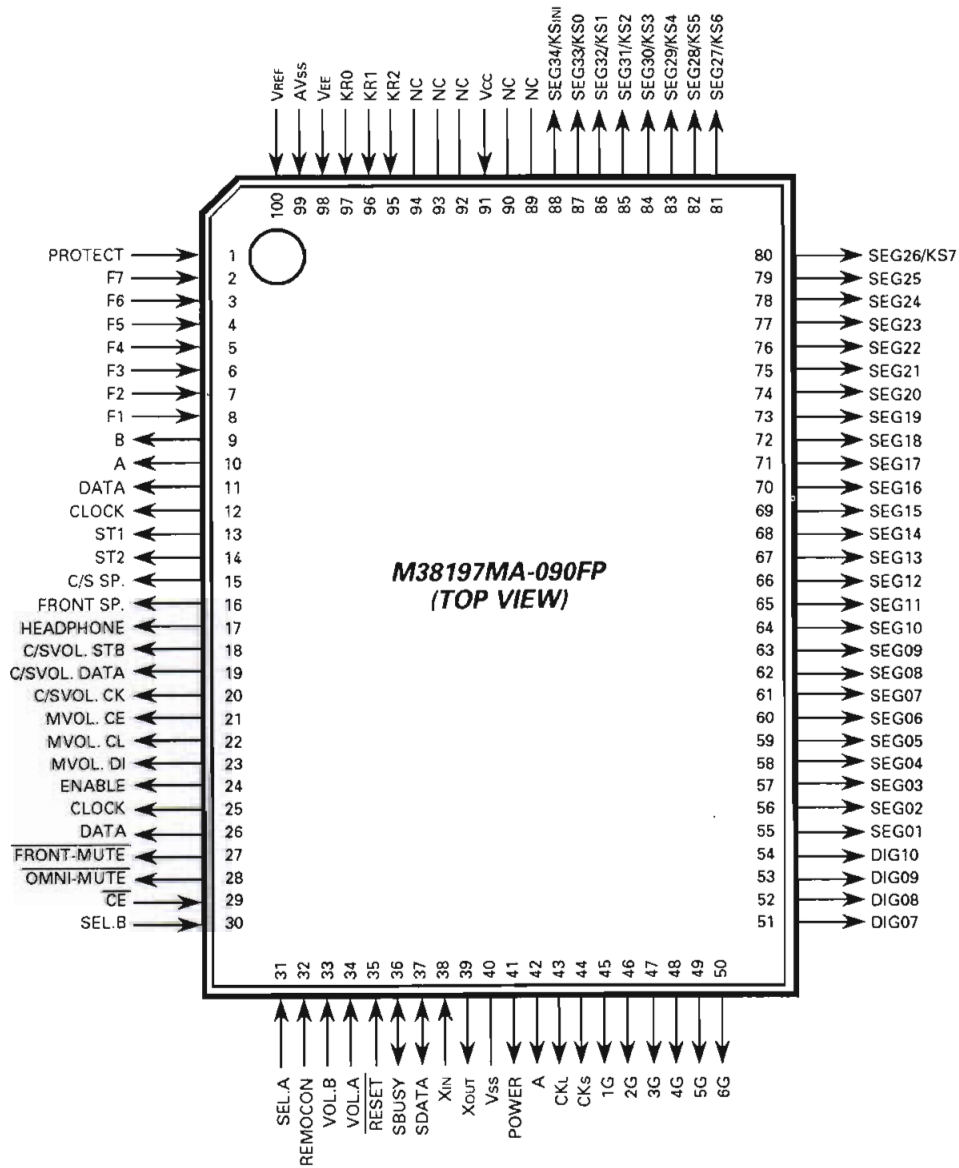 VREF
AVSS
VEE
KR0
KR1
KR2
NC
NC
NC
VCC
NC
NC
SEG34/KSINI
SEG33/KS0
SEG32/KS1
SEG31/KS2
SEG30/KS3
SEG29/KS4
SEG28/KS5
SEG27/KS6
100 99 98 97 96 95 94 93 92 91 90 89 88 87 86 85 84 83 82 81
PROTECT 1
F7 2
F6 3
F5 4
F4 5
F3 6
F2 7
F1 8
B 9
A 10
DATA 11
CLOCK 12
ST1 13
ST2 14
C/S SP. 15
FRONT SP. 16
HEADPHONE 17
C/SVOL. STB 18
C/SVOL. DATA 19
C/SVOL. CK 20
MVOL. CE 21
MVOL. CL 22
MVOL. DI 23
ENABLE 24
CLOCK 25
DATA 26
FRONT-MUTE 27
OMNI-MUTE 28
CE 29
SEL.B 30
M38197MA-090FP
(TOP VIEW)
80 SEG26/KS7
79 SEG25
78 SEG24
77 SEG23
76 SEG22
75 SEG21
74 SEG20
73 SEG19
72 SEG18
71 SEG17
70 SEG16
69 SEG15
68 SEG14
67 SEG13
66 SEG12
65 SEG11
64 SEG10
63 SEG09
62 SEG08
61 SEG07
60 SEG06
59 SEG05
58 SEG04
57 SEG03
56 SEG02
55 SEG01
54 DIG10
53 DIG09
52 DIG08
51 DIG07
31 32 33 34 35 36 37 38 39 40 41 42 43 44 45 46 47 48 49 50
SEL.A
REMOCON
VOL.B
VOL.A
RESET
SBUSY
SDATA
XIN
XOUT
VSS
POWER
A
CKL
CKS
1G
2G
3G
4G
5G
6G